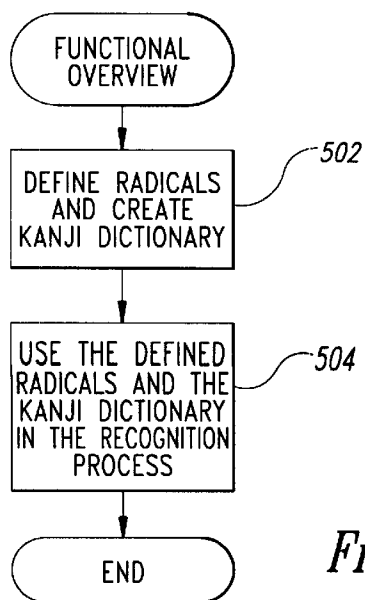 FUNCTIONAL
OVERVIEW
502
DEFINE RADICALS
AND CREATE
KANJI DICTIONARY
504
USE THE DEFINED
RADICALS AND THE
KANJI DICTIONARY
IN THE RECOGNITION
PROCESS
END